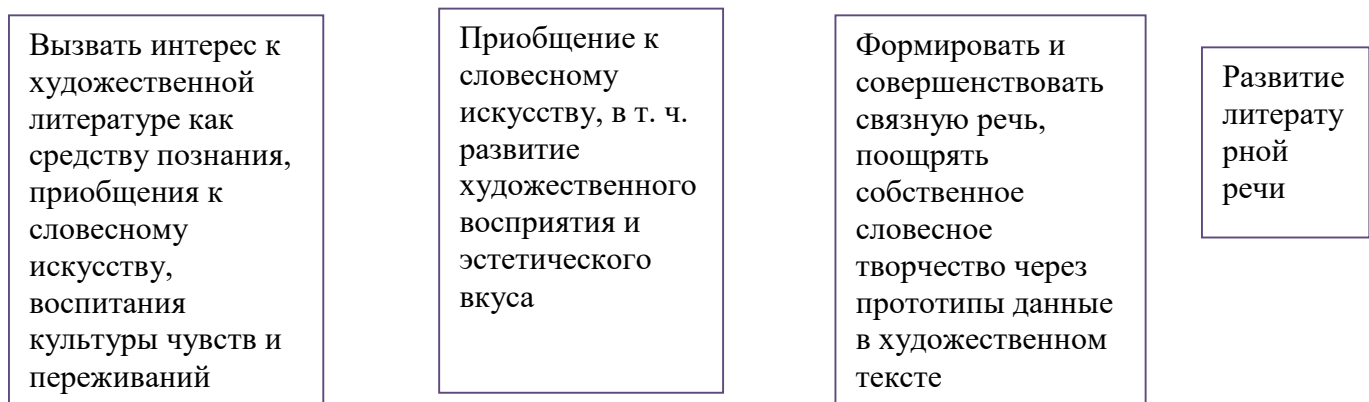 Вызвать интерес к
художественной
литературе как
средству познания,
приобщения к
словесному
искусству,
воспитания
культуры чувств и
переживаний
Приобщение к
словесному
искусству, в т. ч.
развитие
художественного
восприятия и
эстетического
вкуса
Формировать и
совершенствовать
связную речь,
поощрять
собственное
словесное
творчество через
прототипы данные
в художественном
тексте
Развитие
литерату
рной
речи